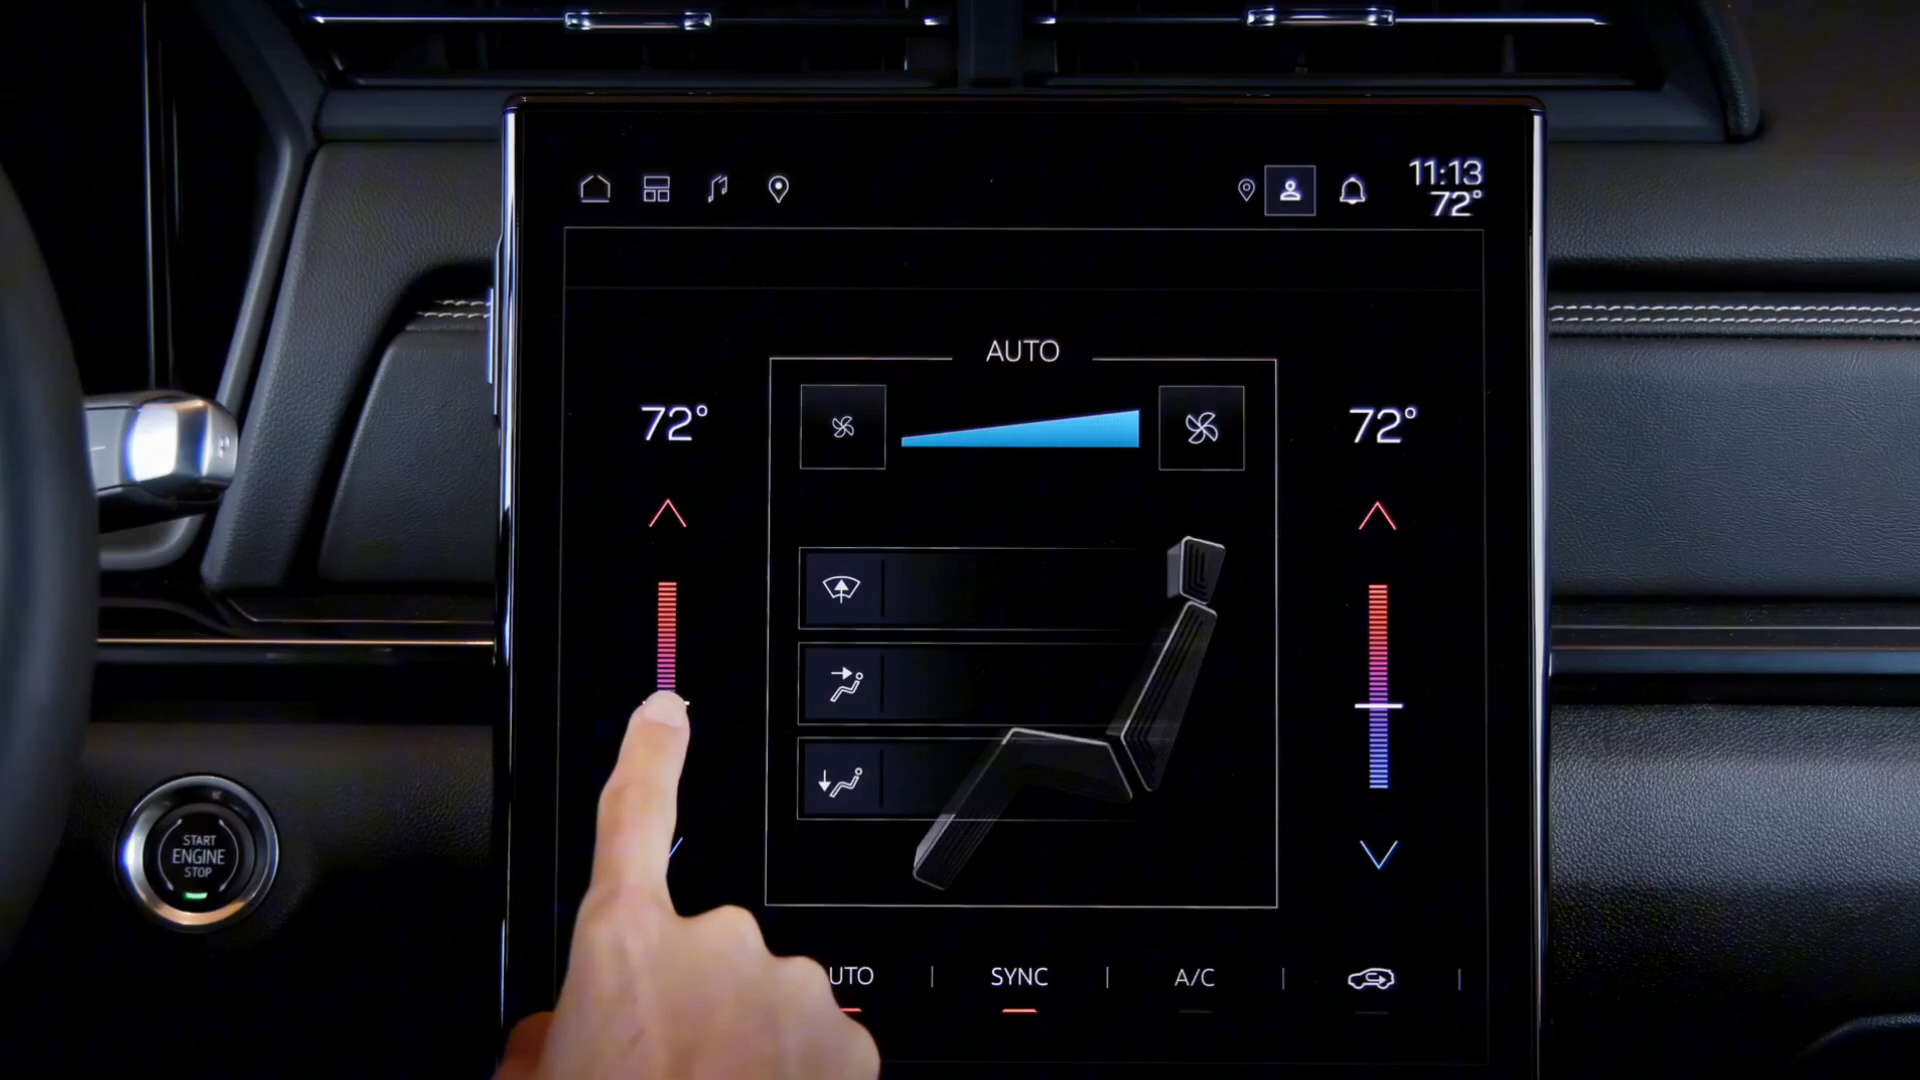 11:13
72°
AUTO
72°
72°
START
ENGINE
STOP
UTO
SYNC
A/C